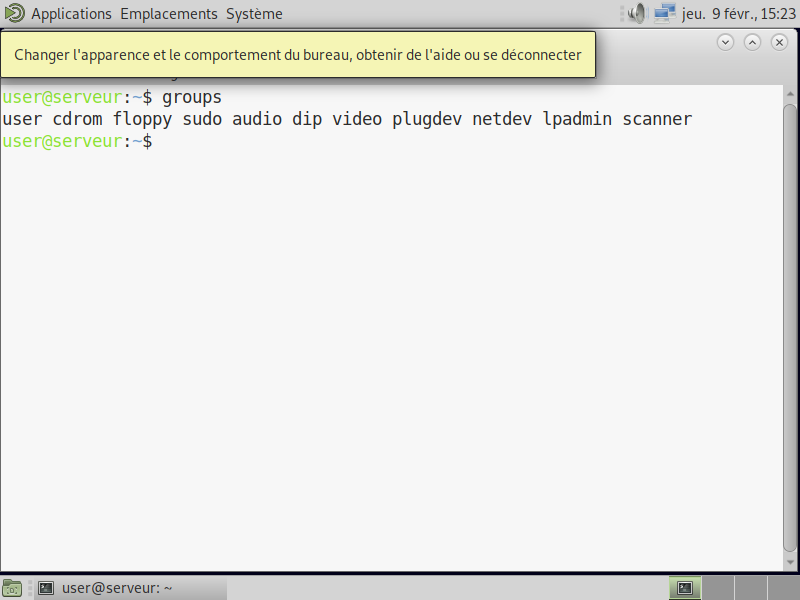 Applications Emplacements Système jeu. 9 févr., 15:23
Changer l'apparence et le comportement du bureau, obtenir de l'aide ou se déconnecter
user@serveur:~$ groups
user cdrom floppy sudo audio dip video plugdev netdev lpadmin scanner
user@serveur:~$
user@serveur: ~